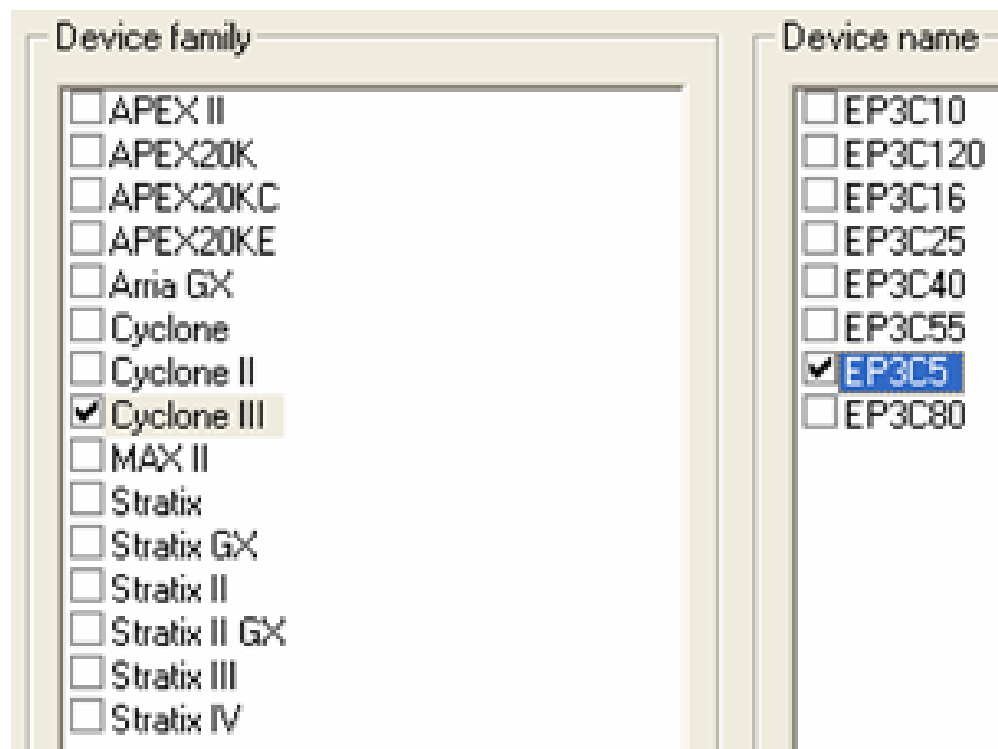 Device family
APEX II
APEX20K
APEX20KC
APEX20KE
Arria GX
Cyclone
Cyclone II
Cyclone III
MAX II
Stratix
Stratix GX
Stratix II
Stratix II GX
Stratix III
Stratix IV
Device name
EP3C10
EP3C120
EP3C16
EP3C25
EP3C40
EP3C55
EP3C5
EP3C80